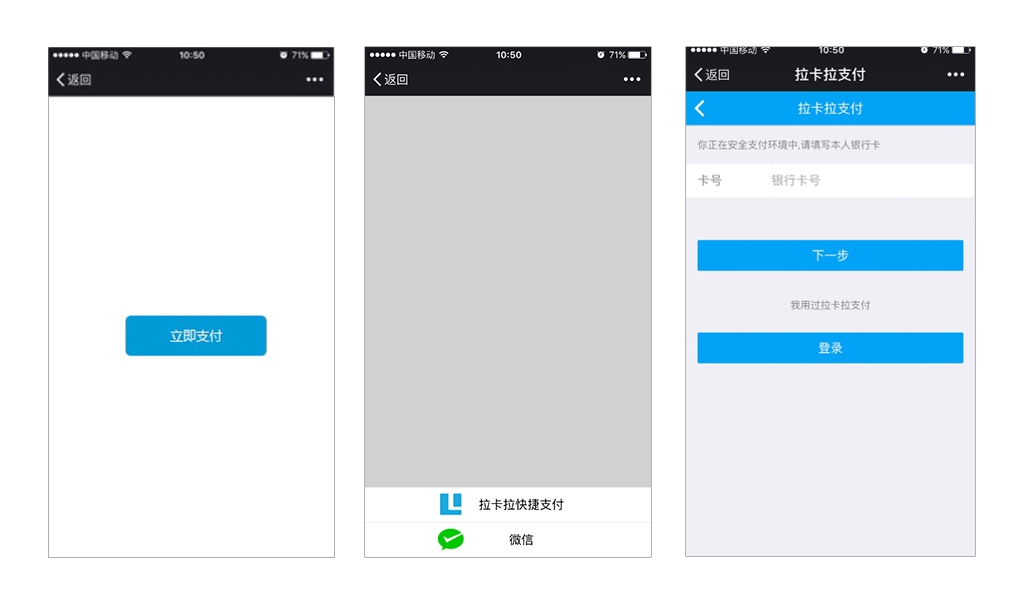 中国移动 10:50 71%
返回
立即支付
中国移动 10:50 71%
返回
拉卡拉快捷支付
微信
中国移动 10:50 71%
返回 拉卡拉支付
拉卡拉支付
你正在安全支付环境中,请填写本人银行卡
卡号 银行卡号
下一步
我用过拉卡拉支付
登录